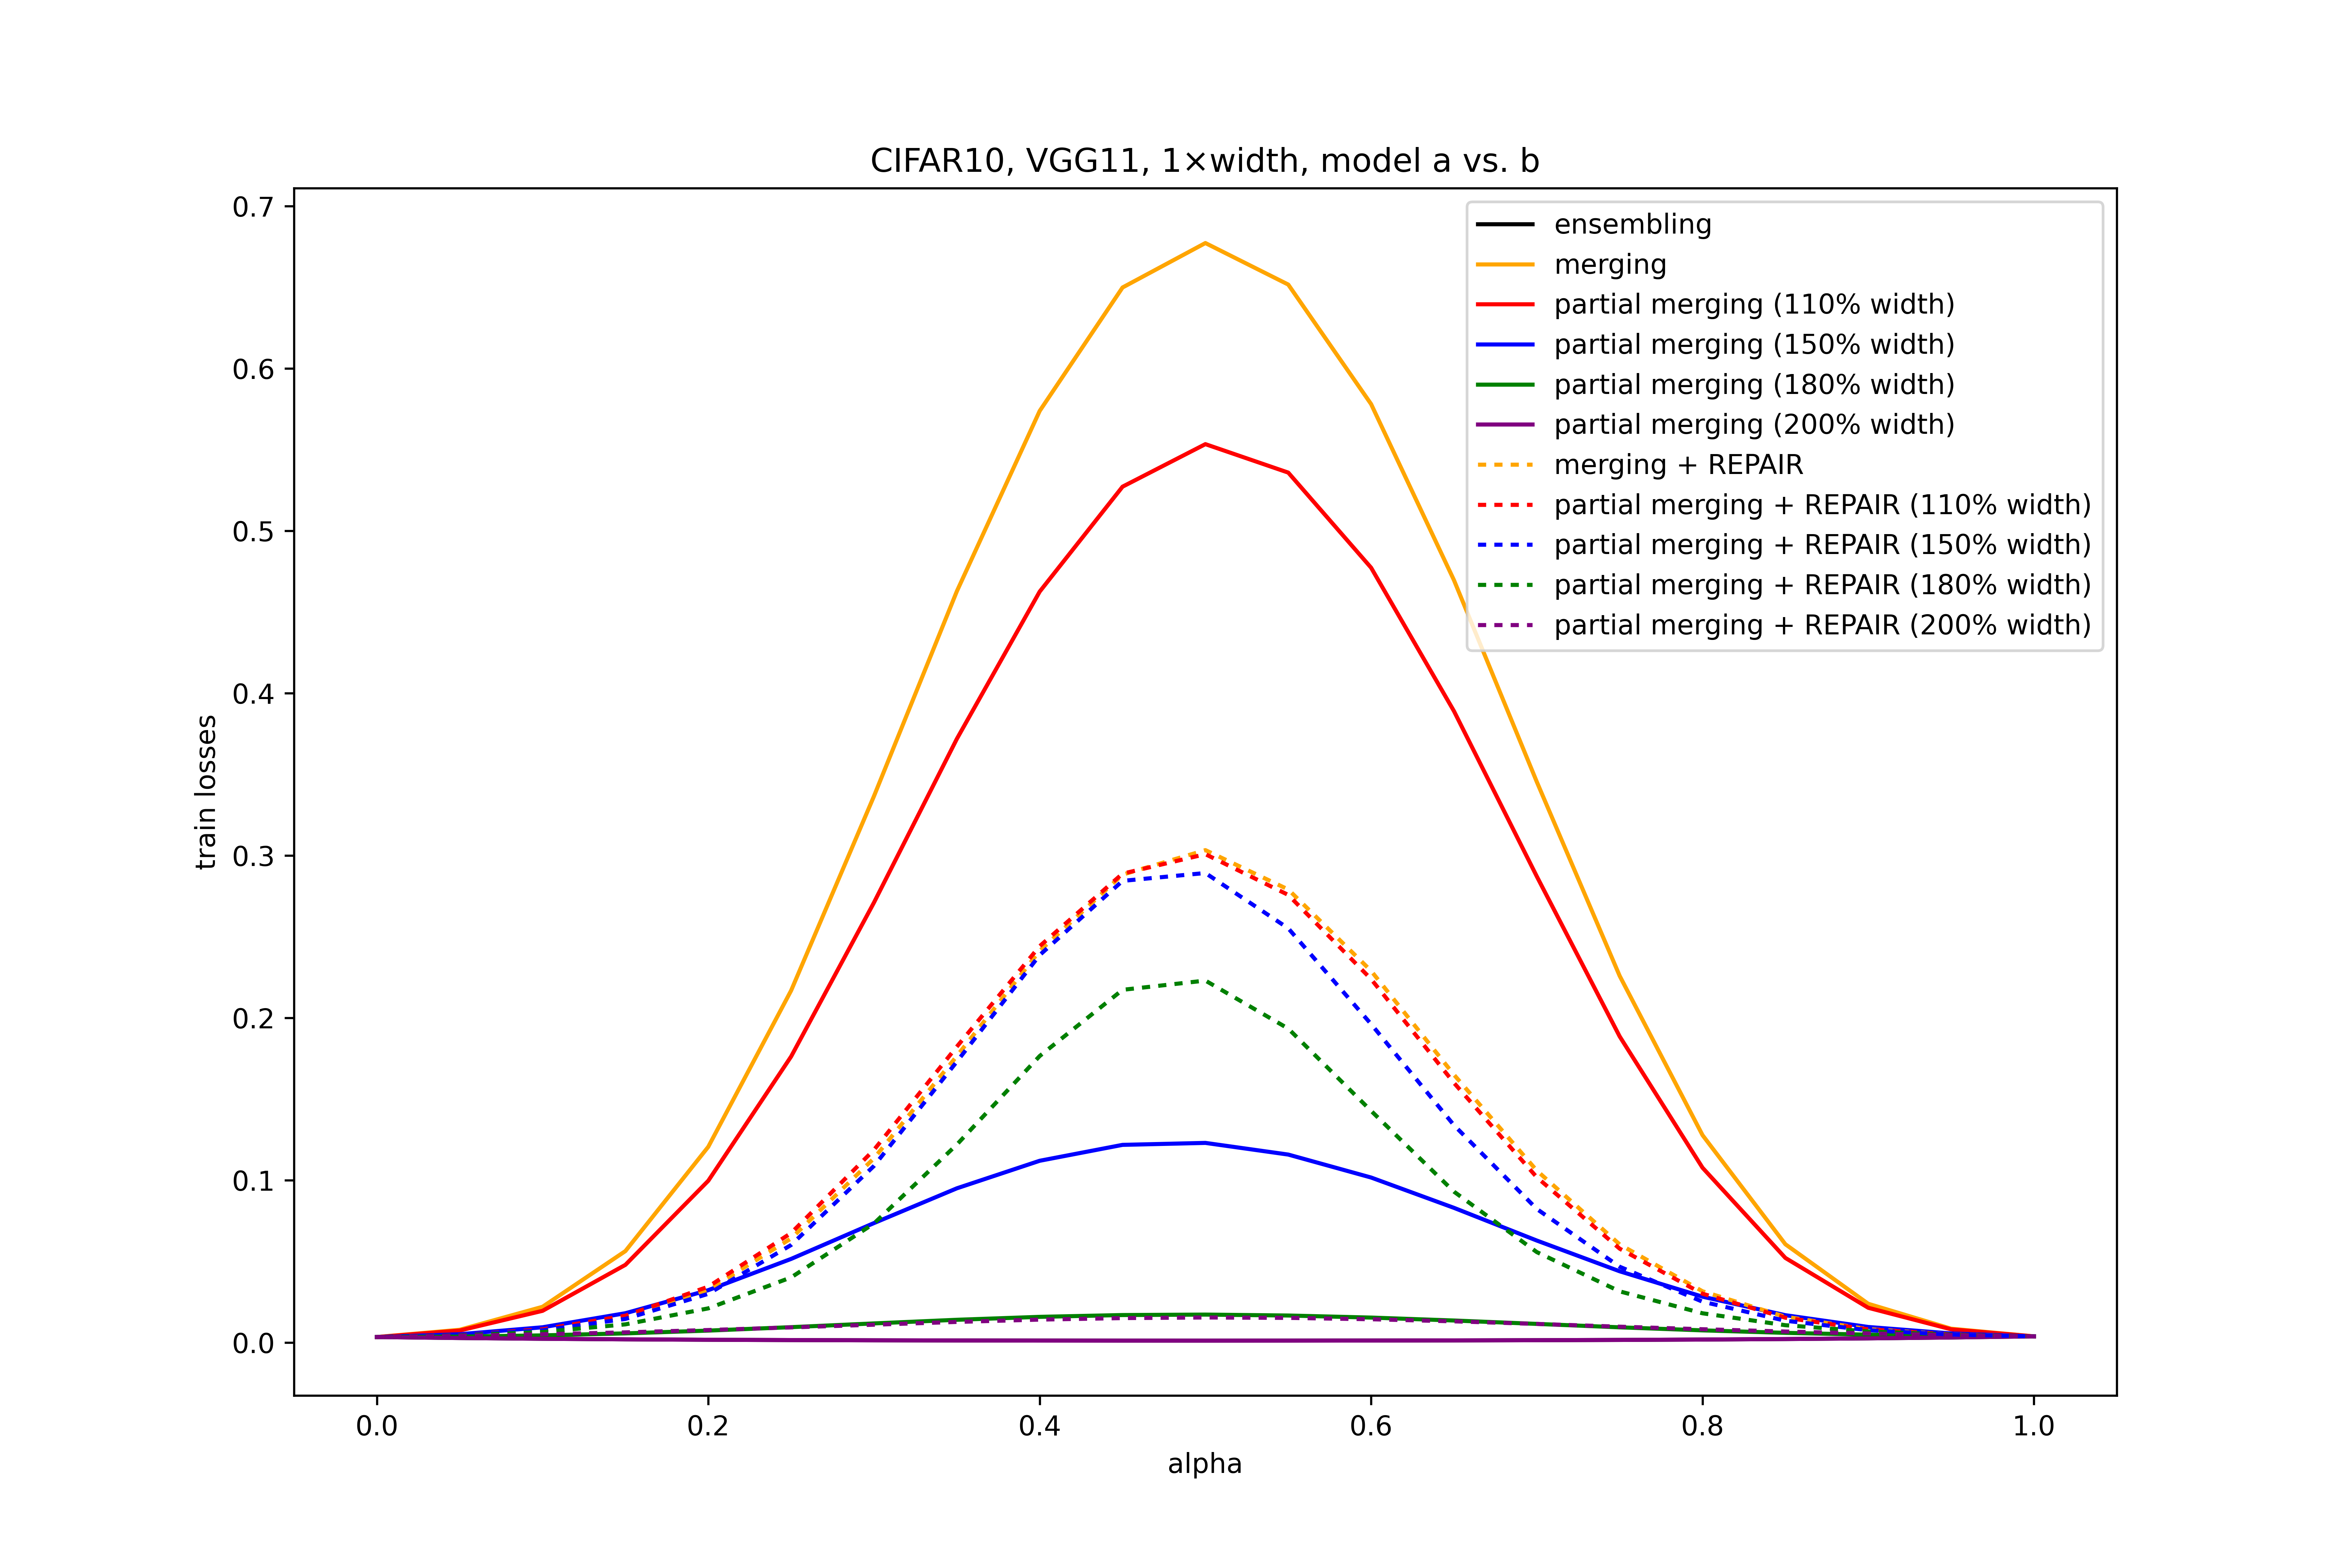 CIFAR10, VGG11, 1×width, model a vs. b
ensembling
merging
partial merging (110% width)
partial merging (150% width)
partial merging (180% width)
partial merging (200% width)
merging + REPAIR
partial merging + REPAIR (110% width)
partial merging + REPAIR (150% width)
partial merging + REPAIR (180% width)
partial merging + REPAIR (200% width)
train losses
0.7
0.6
0.5
0.4
0.3
0.2
0.1
0.0
0.0 0.2 0.4 0.6 0.8 1.0
alpha